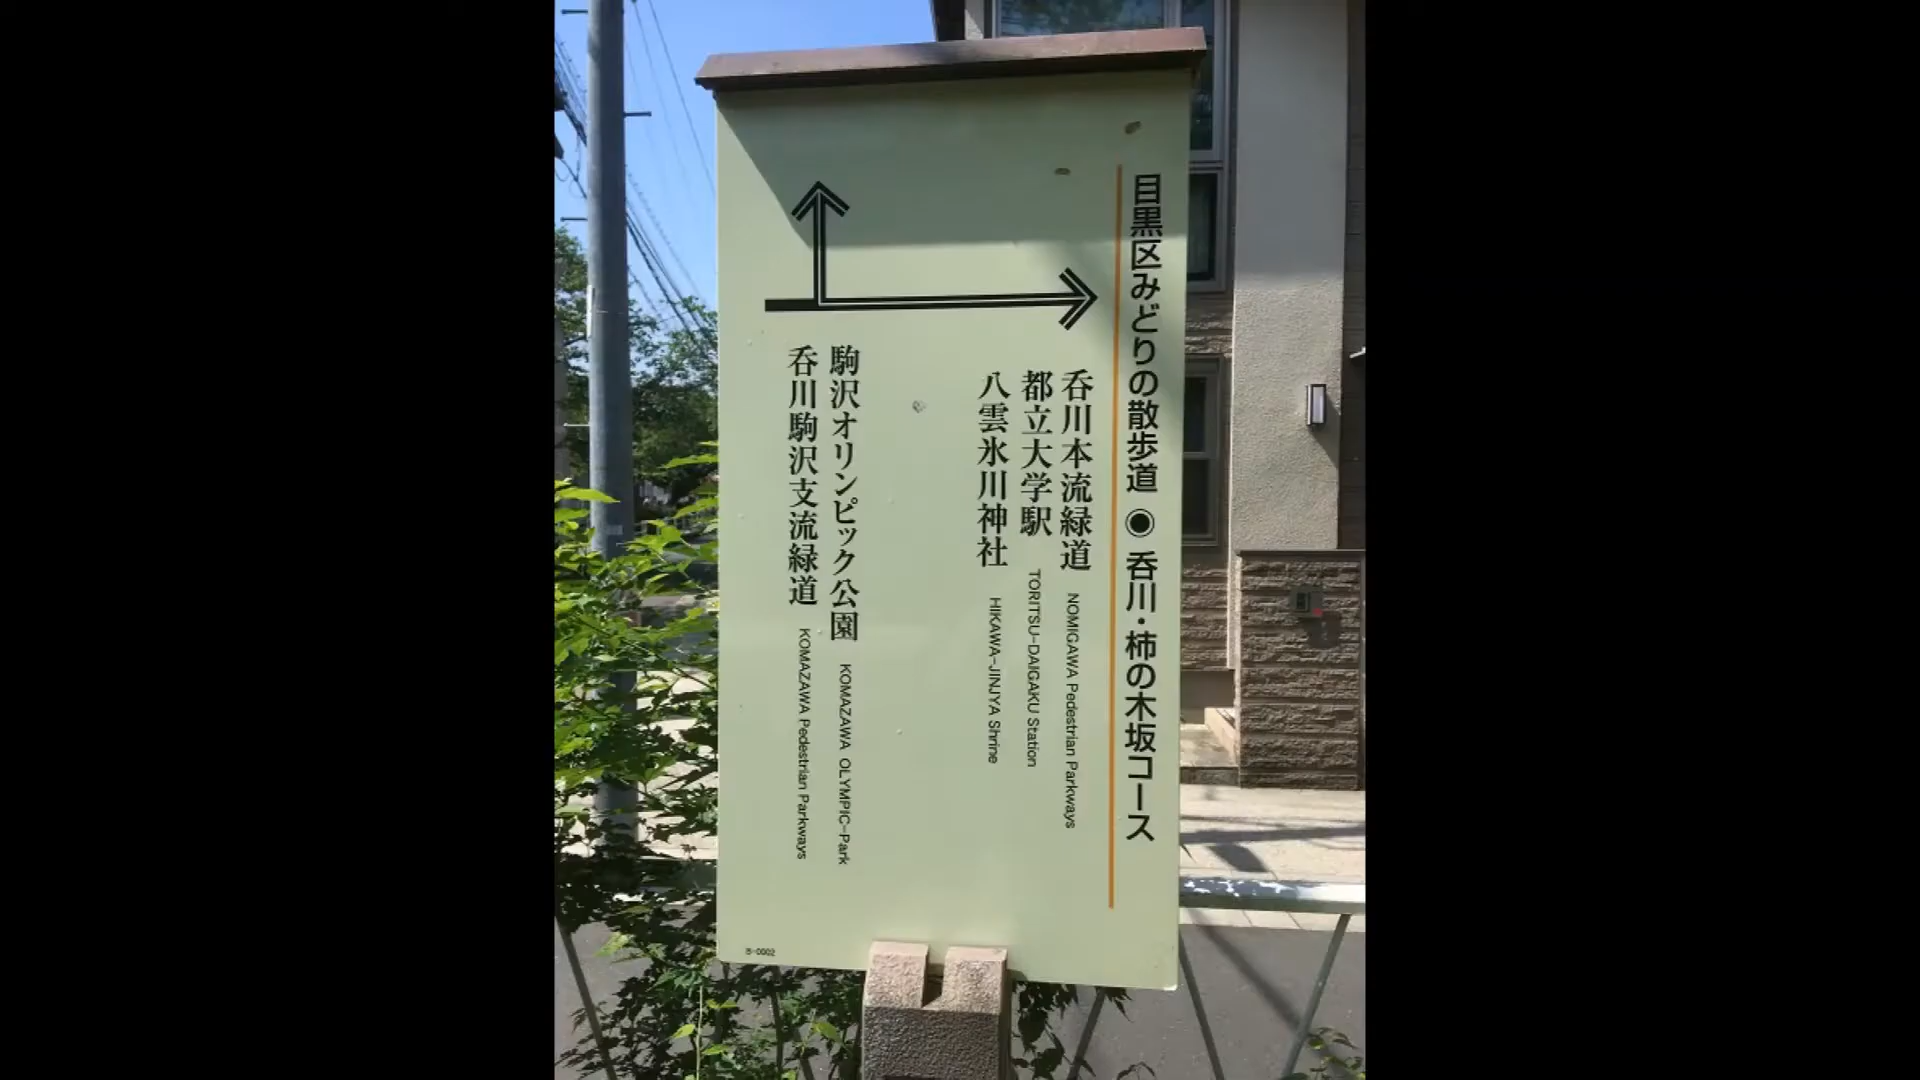 目黒区みどりの散歩道 ◉ 呑川・柿の木坂コース
呑川本流緑道 NOMIGAWA Pedestrian Parkways
都立大学駅 TORITSU-DAIGAKU Station
八雲氷川神社 HIKAWA-JINJYA Shrine
駒沢オリンピック公園 KOMAZAWA OLYMPIC-Park
呑川駒沢支流緑道 KOMAZAWA Pedestrian Parkways
B-0002